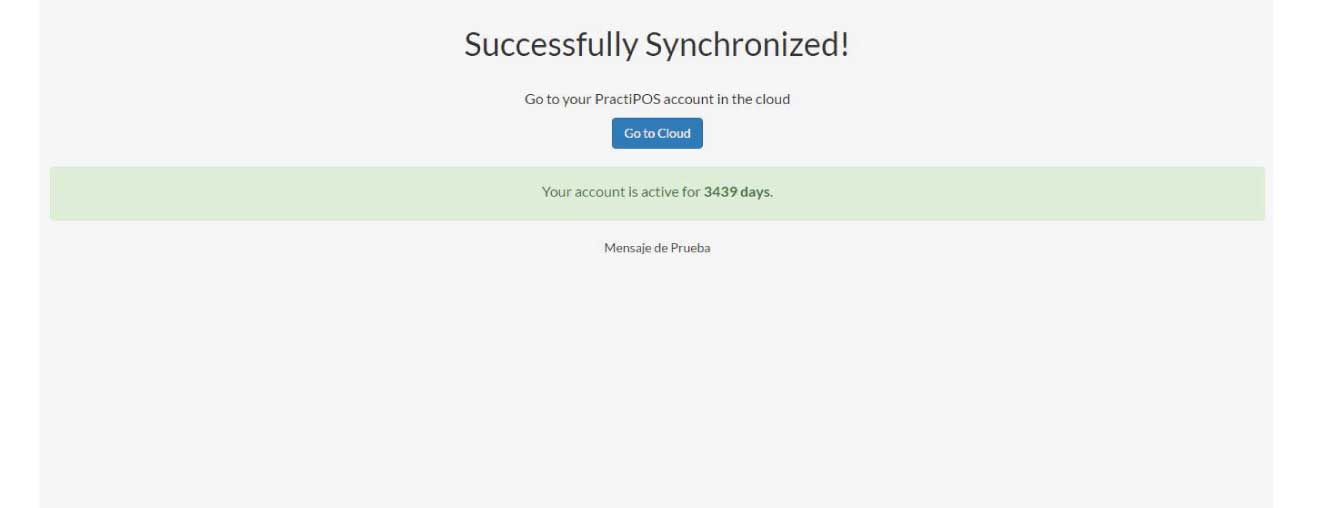 Successfully Synchronized!
Go to your PractiPOS account in the cloud
Go to Cloud
Your account is active for 3439 days.
Mensaje de Prueba